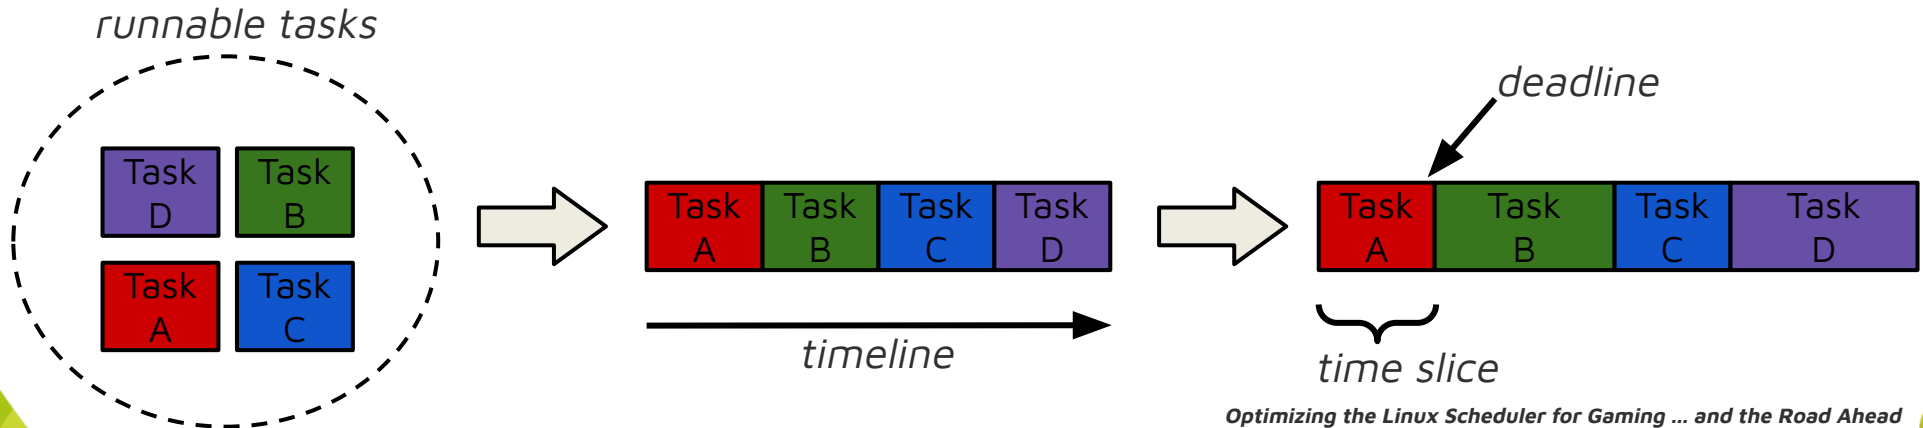 runnable tasks
Task
D
Task
B
Task
A
Task
C
Task
A
Task
B
Task
C
Task
D
timeline
deadline
Task
A
Task
B
Task
C
Task
D
time slice
Optimizing the Linux Scheduler for Gaming ... and the Road Ahead